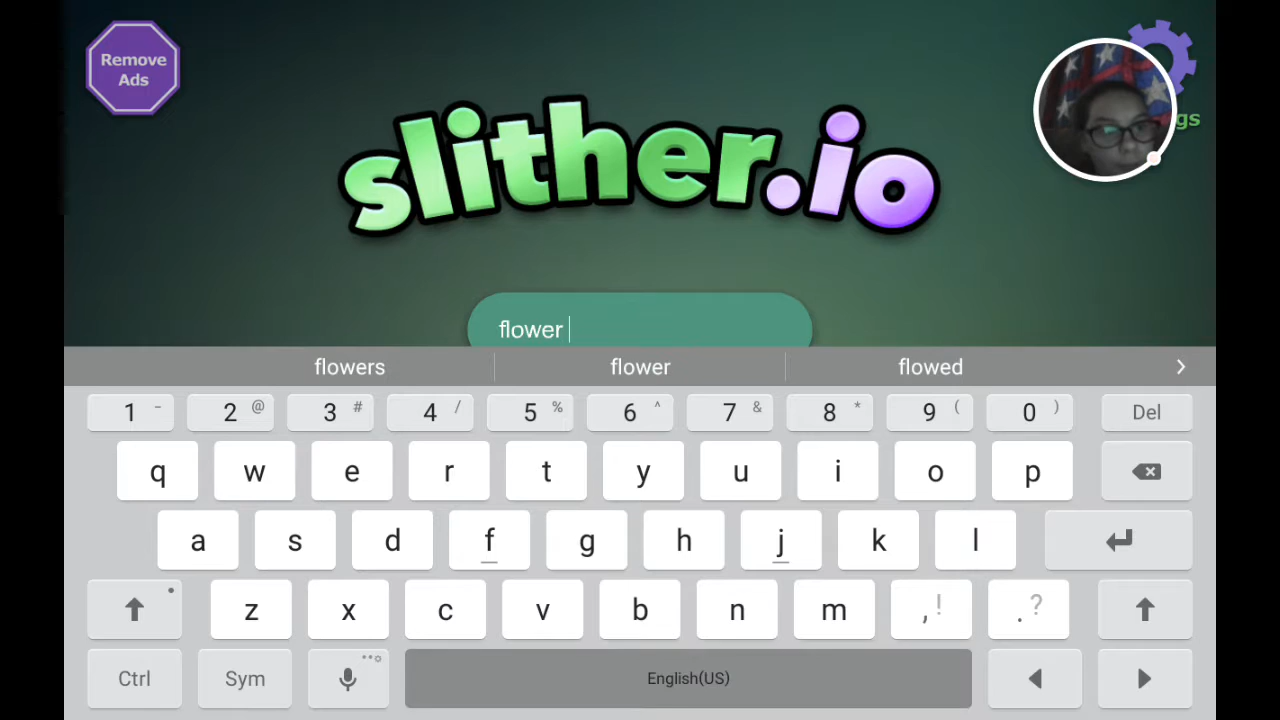 Remove
Ads
slither.io
gs
flower
flowers flower flowed >
1 - 2 @ 3 # 4 / 5 % 6 ^ 7 & 8 * 9 ( 0 ) Del
q w e r t y u i o p
a s d f g h j k l
z x c v b n m , ! . ?
Ctrl Sym English(US)